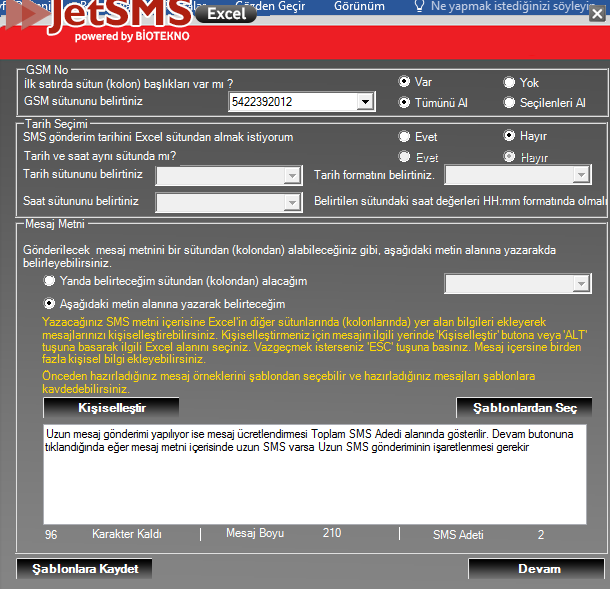 Gözden Geçir
Görünüm
Ne yapmak istediğinizi söyleyin
JetSMS Excel
powered by BİOTEKNO
GSM No
İlk satırda sütun (kolon) başlıkları var mı ?
Var
Yok
GSM sütununu belirtiniz
5422392012
Tümünü Al
Seçilenleri Al
Tarih Seçimi
SMS gönderim tarihini Excel sütundan almak istiyorum
Evet
Hayır
Tarih ve saat aynı sütunda mı?
Evet
Hayır
Tarih sütununu belirtiniz
Tarih formatını belirtiniz.
Saat sütununu belirtiniz
Belirtilen sütundaki saat değerleri HH:mm formatında olmalı
Mesaj Metni
Gönderilecek mesaj metnini bir sütundan (kolondan) alabileceğiniz gibi, aşağıdaki metin alanına yazarakda
belirleyebilirsiniz.
Yanda belirteceğim sütundan (kolondan) alacağım
Aşağıdaki metin alanına yazarak belirteceğim
Yazacağınız SMS metni içerisine Excel'in diğer sütunlarında (kolonlarında) yer alan bilgileri ekleyerek
mesajlarınızı kişiselleştirebilirsiniz. Kişiselleştirmeniz için mesajın ilgili yerinde 'Kişiselleştir' butona veya 'ALT'
tuşuna basarak ilgili Excel alanını seçiniz. Vazgeçmek isterseniz 'ESC' tuşuna basınız. Mesaj içersine birden
fazla kişisel bilgi ekleyebilirsiniz.
Önceden hazırladığınız mesaj örneklerini şablondan seçebilir ve hazırladığınız mesajları şablonlara
kavdedebilirsiniz.
Kişiselleştir
Şablonlardan Seç
Uzun mesaj gönderimi yapılıyor ise mesaj ücretlendirmesi Toplam SMS Adedi alanında gösterilir. Devam butonuna
tıklandığında eğer mesaj metni içerisinde uzun SMS varsa Uzun SMS gönderiminin işaretlenmesi gerekir
96 Karakter Kaldı | Mesaj Boyu 210 | SMS Adeti 2
Şablonlara Kaydet
Devam